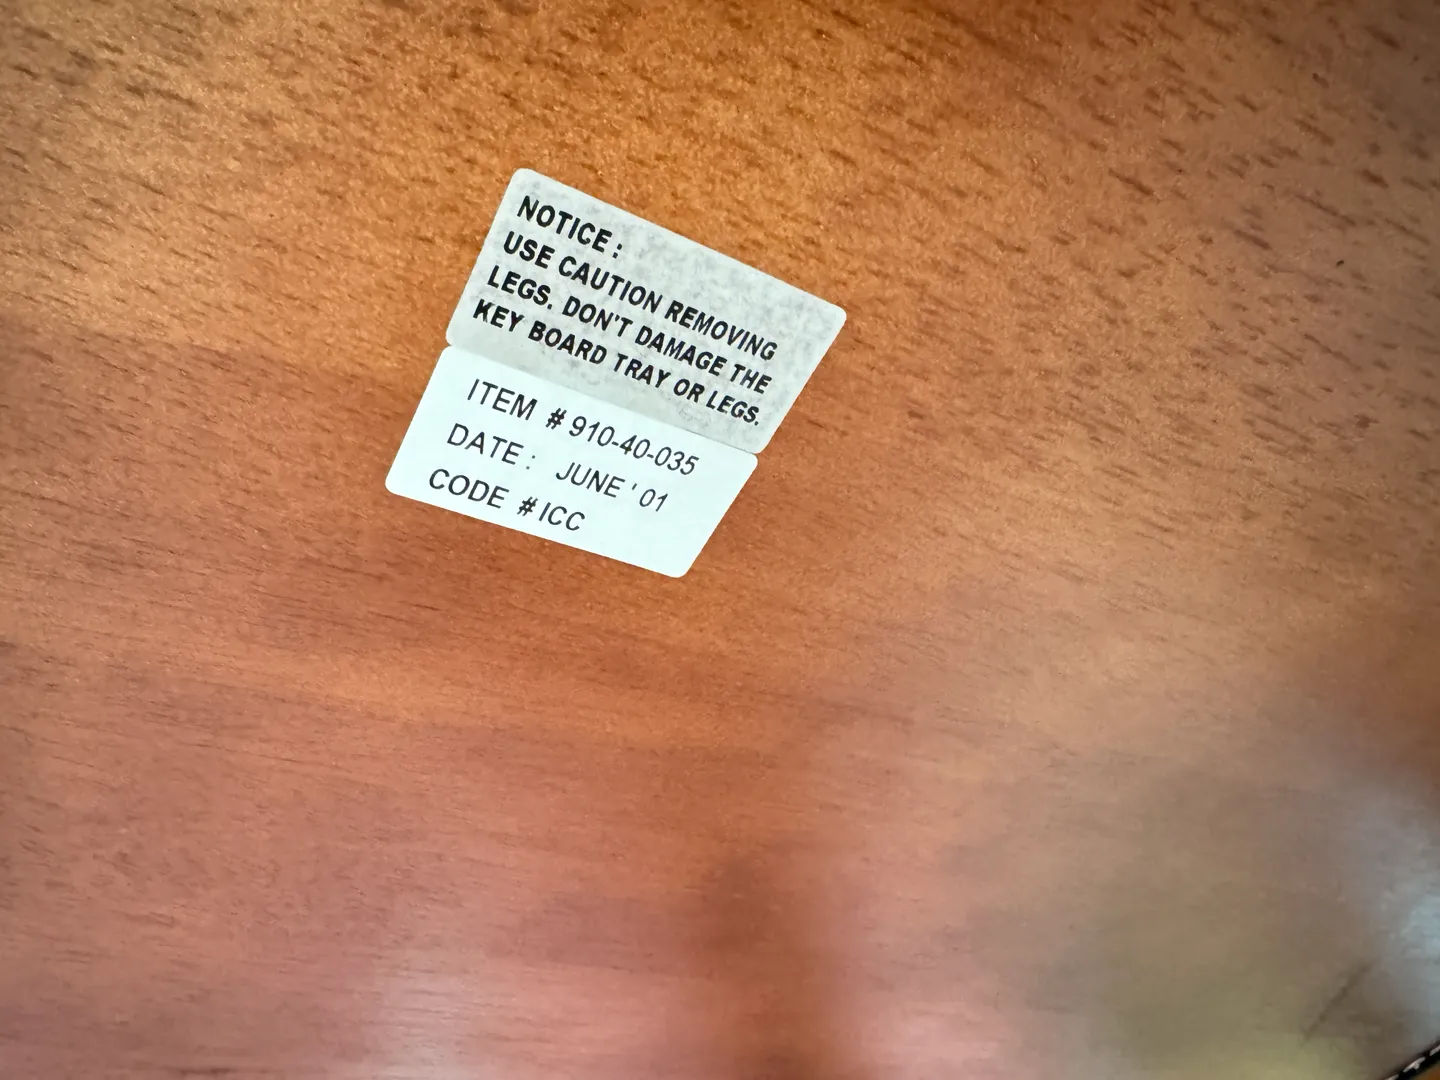 NOTICE :
USE CAUTION REMOVING
LEGS. DON'T DAMAGE THE
KEY BOARD TRAY OR LEGS.
ITEM # 910-40-035
DATE : JUNE ' 01
CODE # ICC